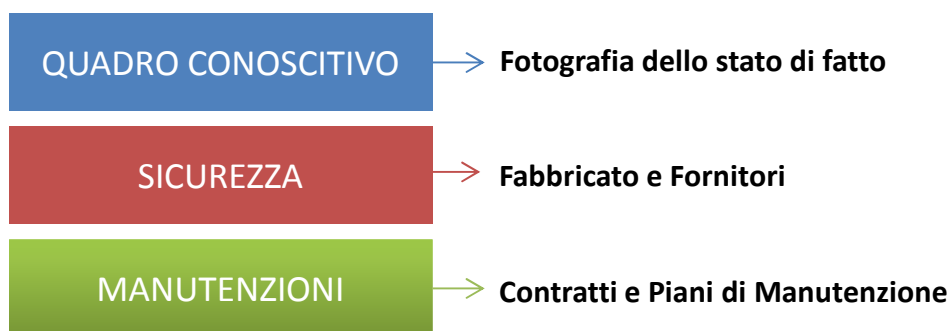 QUADRO CONOSCITIVO
Fotografia dello stato di fatto
SICUREZZA
Fabbricato e Fornitori
MANUTENZIONI
Contratti e Piani di Manutenzione